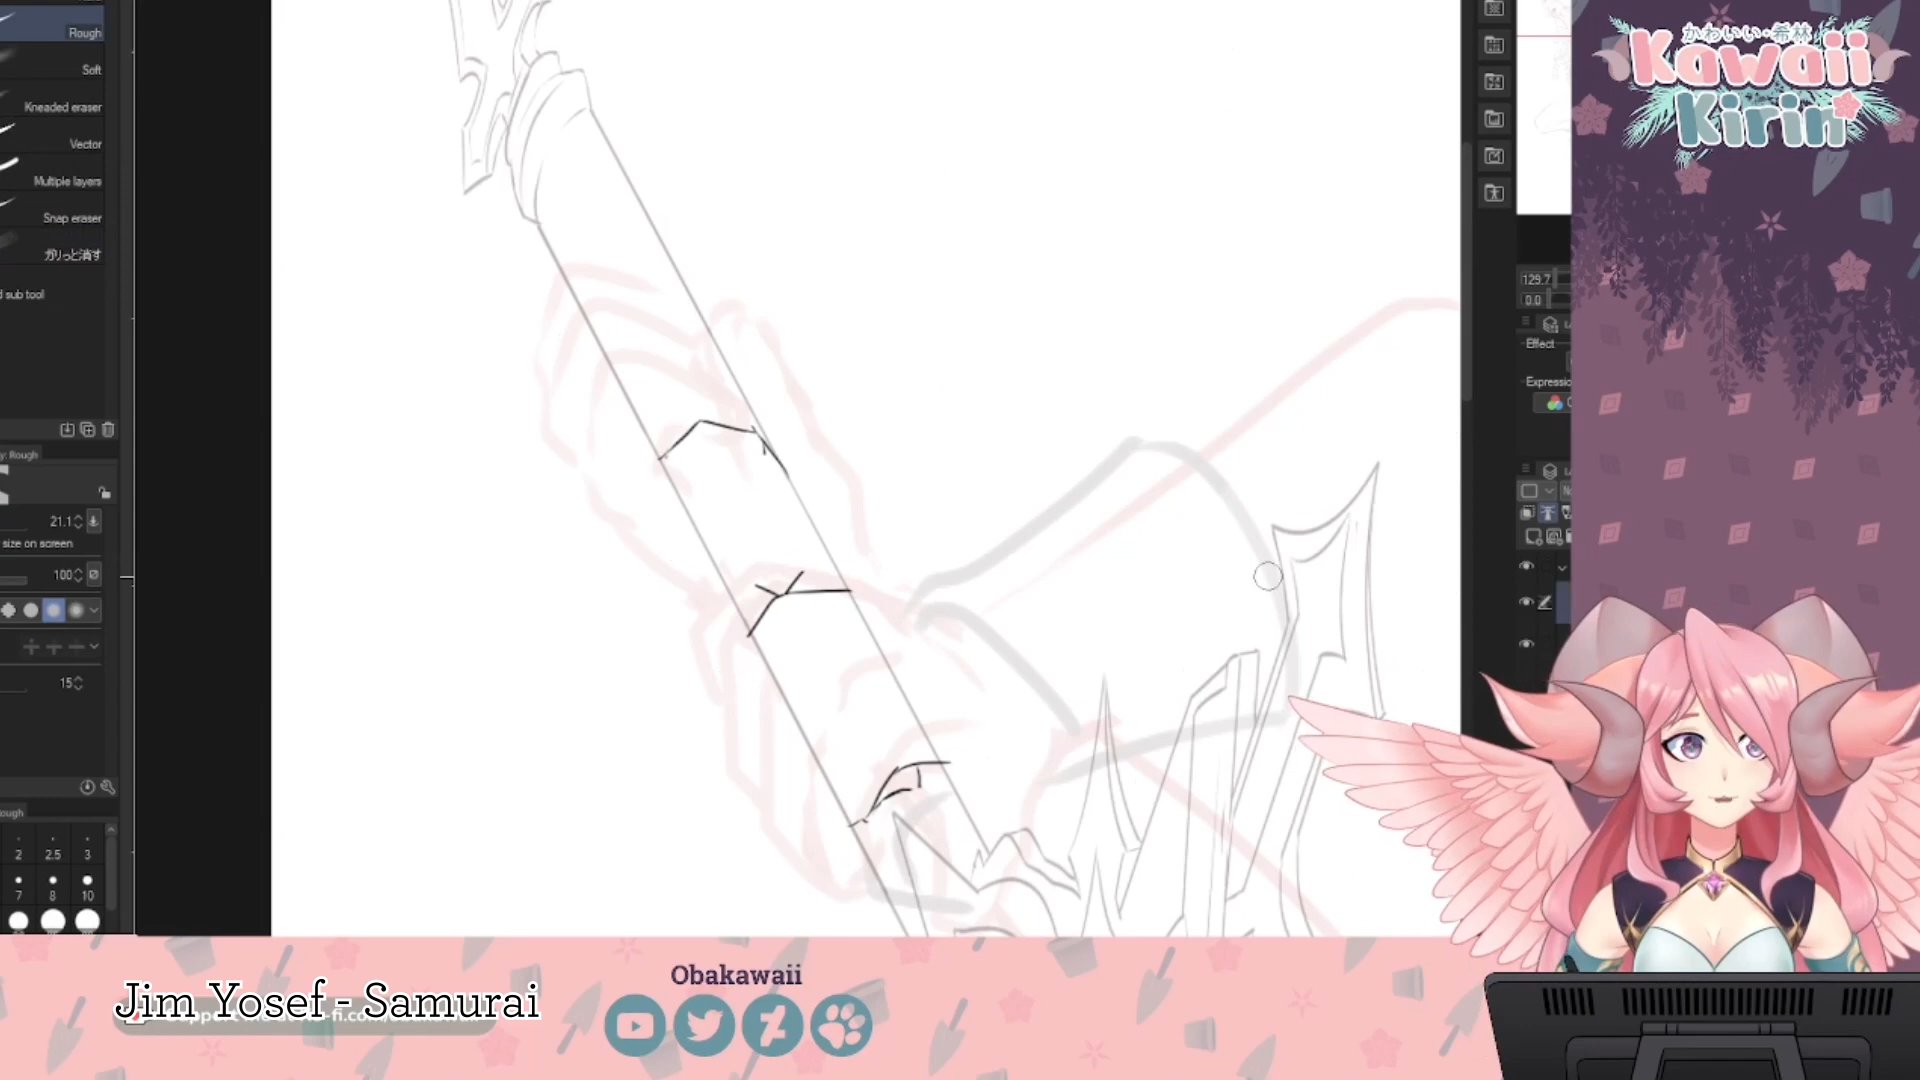 Rough
Soft
Kneaded eraser
Vector
Multiple layers
Snap eraser
ガリっと消す
d sub tool
y: Rough
21.1
size on screen
100
15
ough
2 2.5 3
7 8 10
129.7
0.0
Effect
Expressio
かわいい・希林
Kawaii
Kirin
Jim Yosef - Samurai
Obakawaii